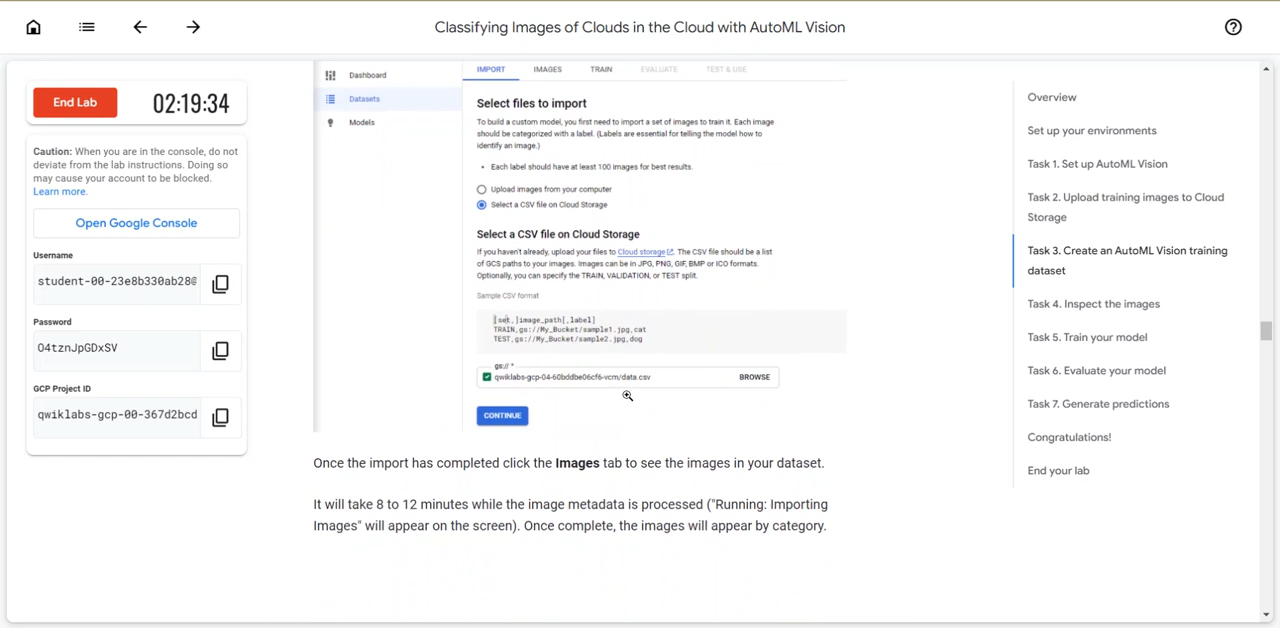 Classifying Images of Clouds in the Cloud with AutoML Vision
End Lab
02:19:34
Caution: When you are in the console, do not
deviate from the lab instructions. Doing so
may cause your account to be blocked.
Learn more.
Open Google Console
Username
student-00-23e8b330ab28@
Password
O4tznJpGDxSV
GCP Project ID
qwiklabs-gcp-00-367d2bcd
Dashboard
Datasets
Models
IMPORT IMAGES TRAIN EVALUATE TEST & USE
Select files to import
To build a custom model, you first need to import a set of images to train it. Each image
should be categorized with a label. (Labels are essential for telling the model how to
identify an image.)
• Each label should have at least 100 images for best results.
Upload images from your computer
Select a CSV file on Cloud Storage
Select a CSV file on Cloud Storage
If you haven't already, upload your files to Cloud storage. The CSV file should be a list
of GCS paths to your images. Images can be in JPG, PNG, GIF, BMP or ICO formats.
Optionally, you can specify the TRAIN, VALIDATION, or TEST split.
Sample CSV format
[set,]image_path[,label]
TRAIN,gs://My_Bucket/sample1.jpg,cat
TEST,gs://My_Bucket/sample2.jpg,dog
gs:// *
qwiklabs-gcp-04-60bddbe06cf6-vcm/data.csv
BROWSE
CONTINUE
Once the import has completed click the Images tab to see the images in your dataset.
It will take 8 to 12 minutes while the image metadata is processed ("Running: Importing
Images" will appear on the screen). Once complete, the images will appear by category.
Overview
Set up your environments
Task 1. Set up AutoML Vision
Task 2. Upload training images to Cloud
Storage
Task 3. Create an AutoML Vision training
dataset
Task 4. Inspect the images
Task 5. Train your model
Task 6. Evaluate your model
Task 7. Generate predictions
Congratulations!
End your lab